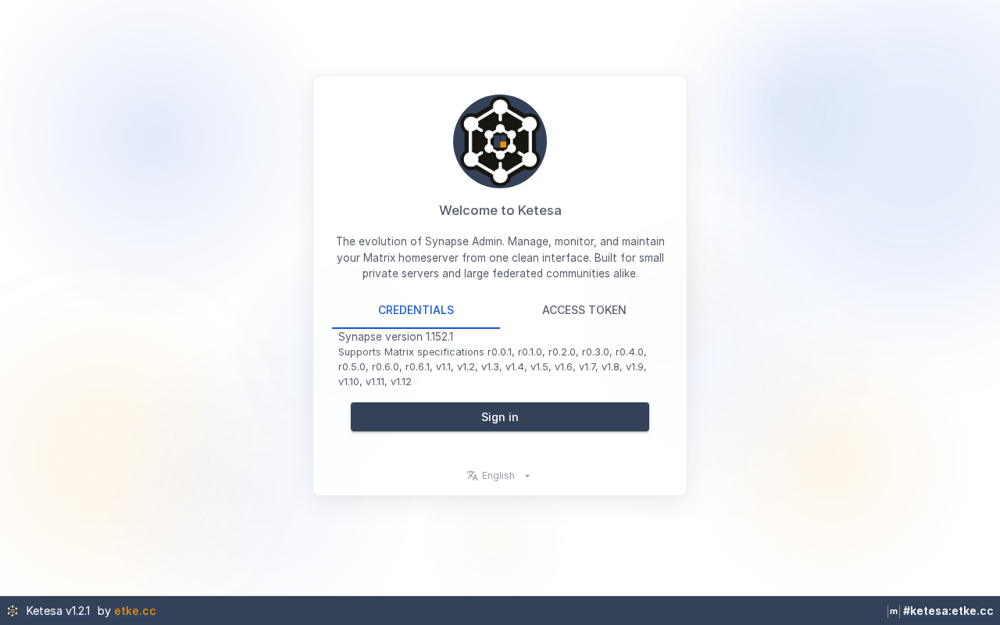 Welcome to Ketesa
The evolution of Synapse Admin. Manage, monitor, and maintain
your Matrix homeserver from one clean interface. Built for small
private servers and large federated communities alike.
CREDENTIALS ACCESS TOKEN
Synapse version 1.152.1
Supports Matrix specifications r0.0.1, r0.1.0, r0.2.0, r0.3.0, r0.4.0,
r0.5.0, r0.6.0, r0.6.1, v1.1, v1.2, v1.3, v1.4, v1.5, v1.6, v1.7, v1.8, v1.9,
v1.10, v1.11, v1.12
Sign in
English
Ketesa v1.2.1 by etke.cc [m] #ketesa:etke.cc